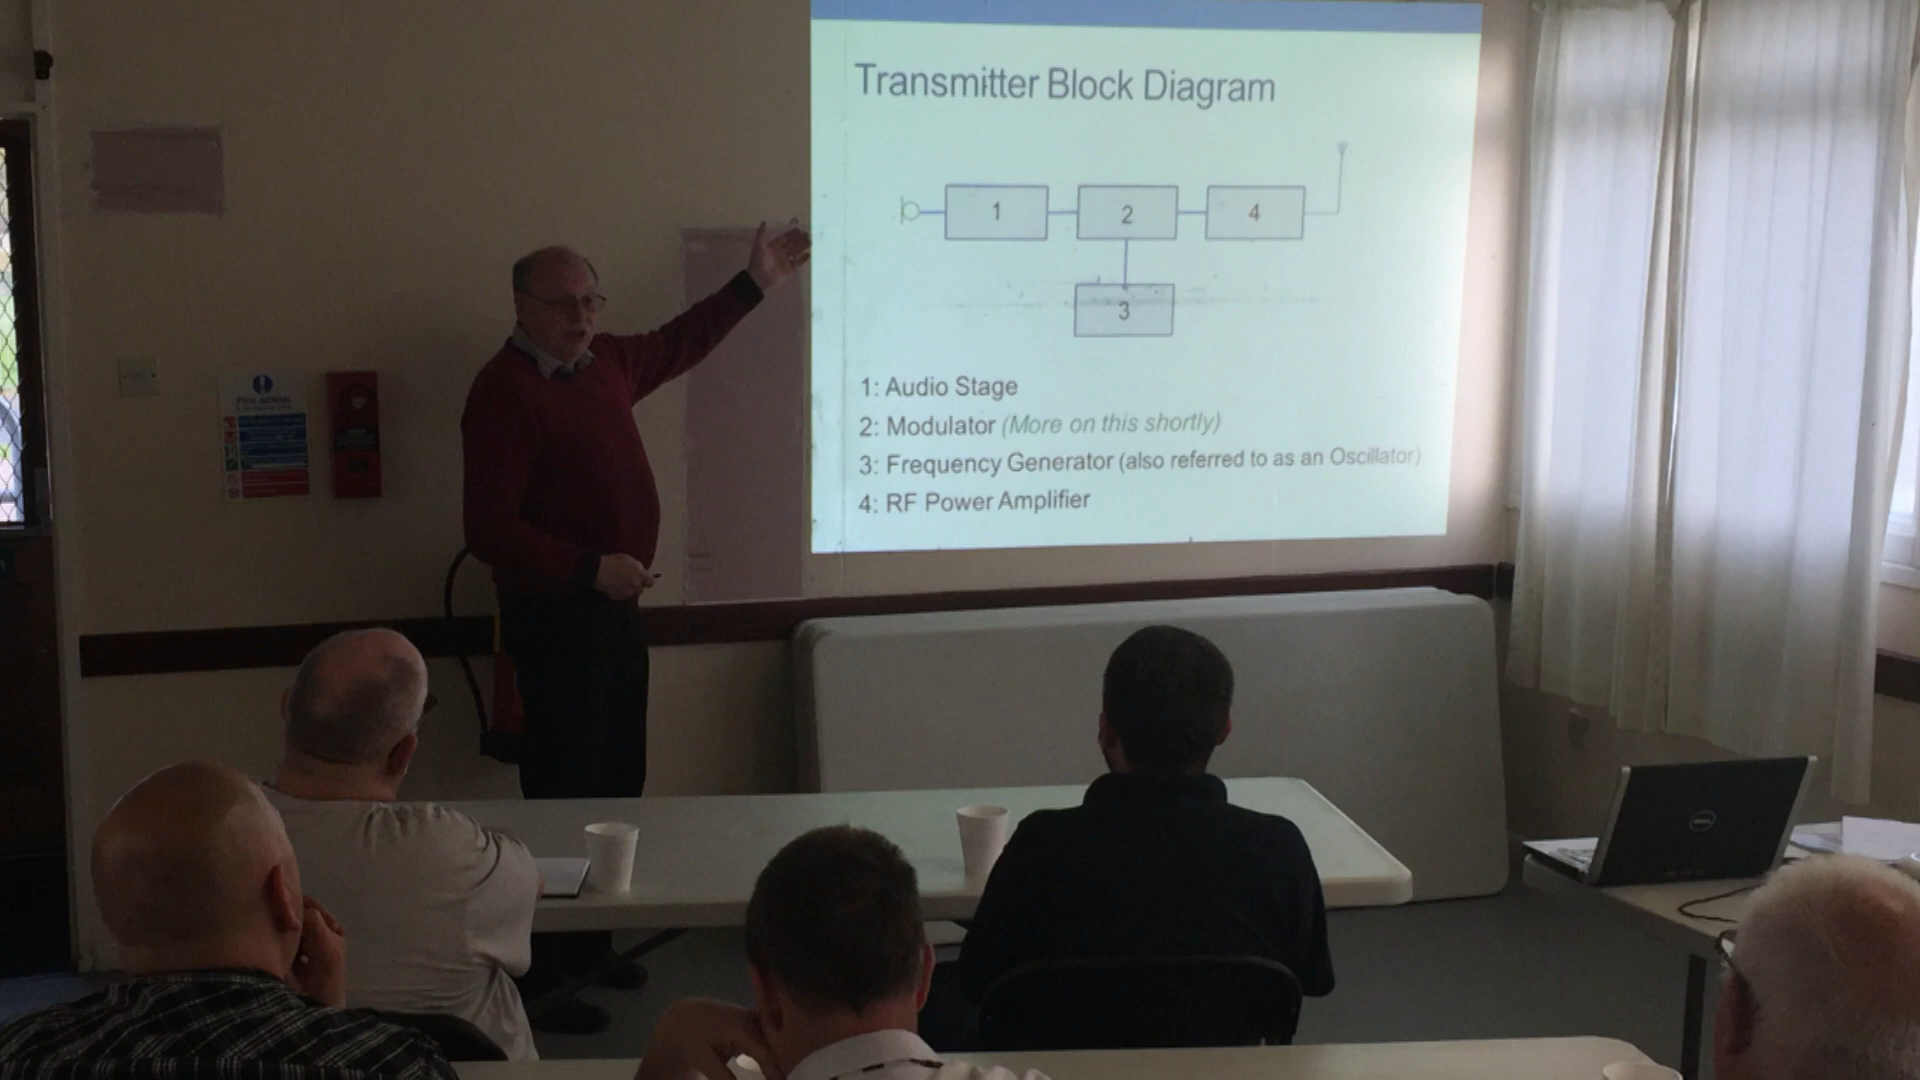 Transmitter Block Diagram
1
2
4
3
1: Audio Stage
2: Modulator (More on this shortly)
3: Frequency Generator (also referred to as an Oscillator)
4: RF Power Amplifier
Fire action
DELL